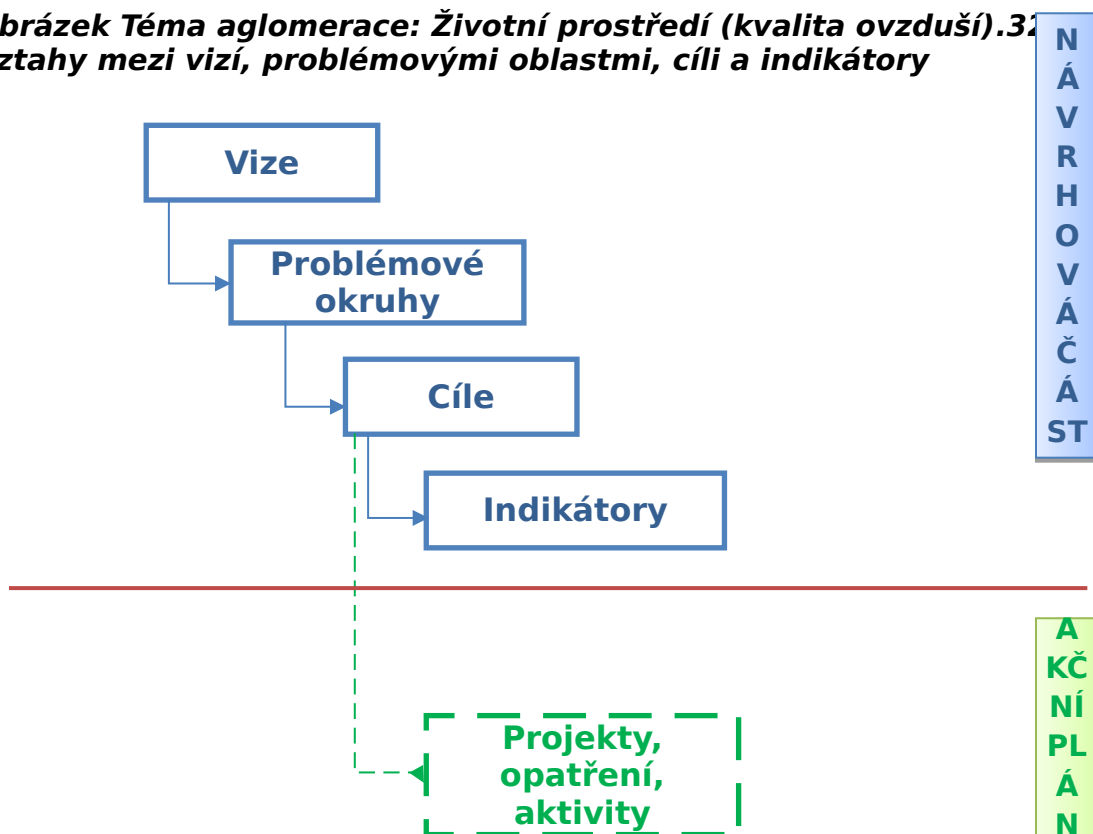 brázek Téma aglomerace: Životní prostředí (kvalita ovzduší).32
ztahy mezi vizí, problémovými oblastmi, cíli a indikátory
Vize
Problémové
okruhy
Cíle
Indikátory
Projekty,
opatření,
aktivity
N
Á
V
R
H
O
V
Á
Č
Á
ST
A
KČ
NÍ
PL
Á
N